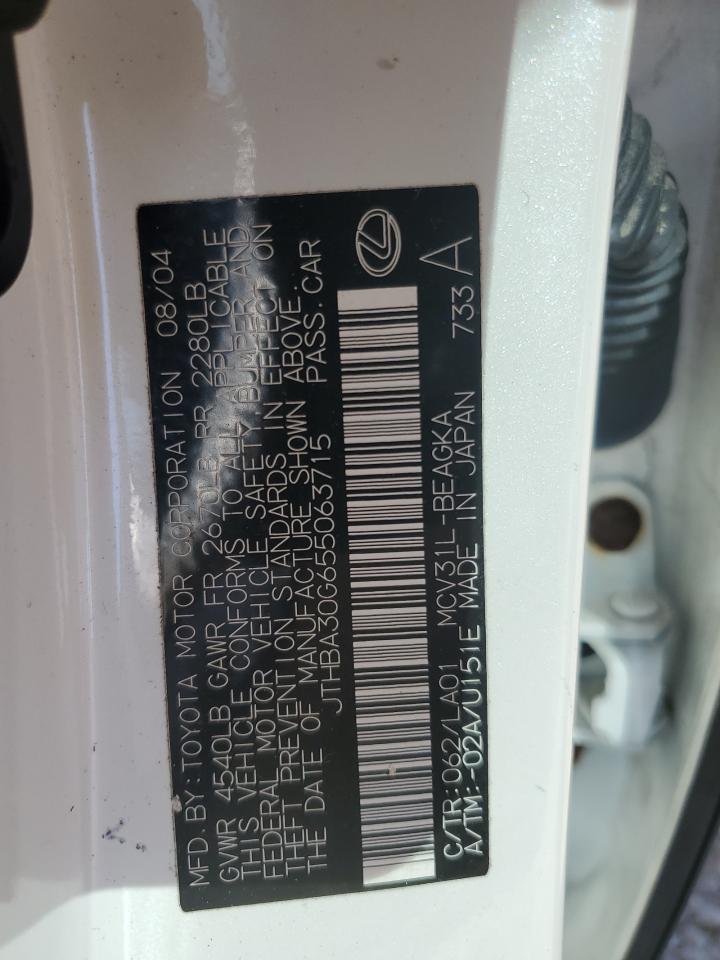 MFD.BY:TOYOTA MOTOR CORPORATION 08/04
GVWR 4540LB GAWR FR 2670LB RR 2280LB
THIS VEHICLE CONFORMS TO ALL APPLICABLE
FEDERAL MOTOR VEHICLE SAFETY, BUMPER, AND
THEFT PREVENTION STANDARDS IN EFFECT ON
THE DATE OF MANUFACTURE SHOWN ABOVE.
JTHBA30G655063715 PASS.CAR
C/TR:062/LA01 MCV31L-BEAGKA 733 A
A/TM:-02A/U151E MADE IN JAPAN